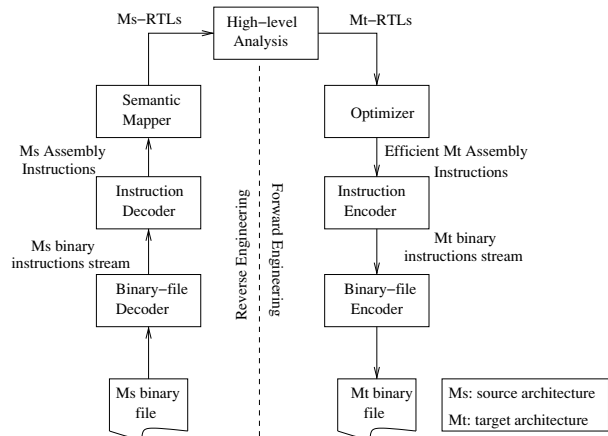 Ms-RTLs
High-level
Analysis
Mt-RTLs
Semantic
Mapper
Optimizer
Ms Assembly
Instructions
Efficient Mt Assembly
Instructions
Instruction
Decoder
Instruction
Encoder
Reverse Engineering
Forward Engineering
Ms binary
instructions stream
Mt binary
instructions stream
Binary-file
Decoder
Binary-file
Encoder
Ms binary
file
Mt binary
file
Ms: source architecture
Mt: target architecture